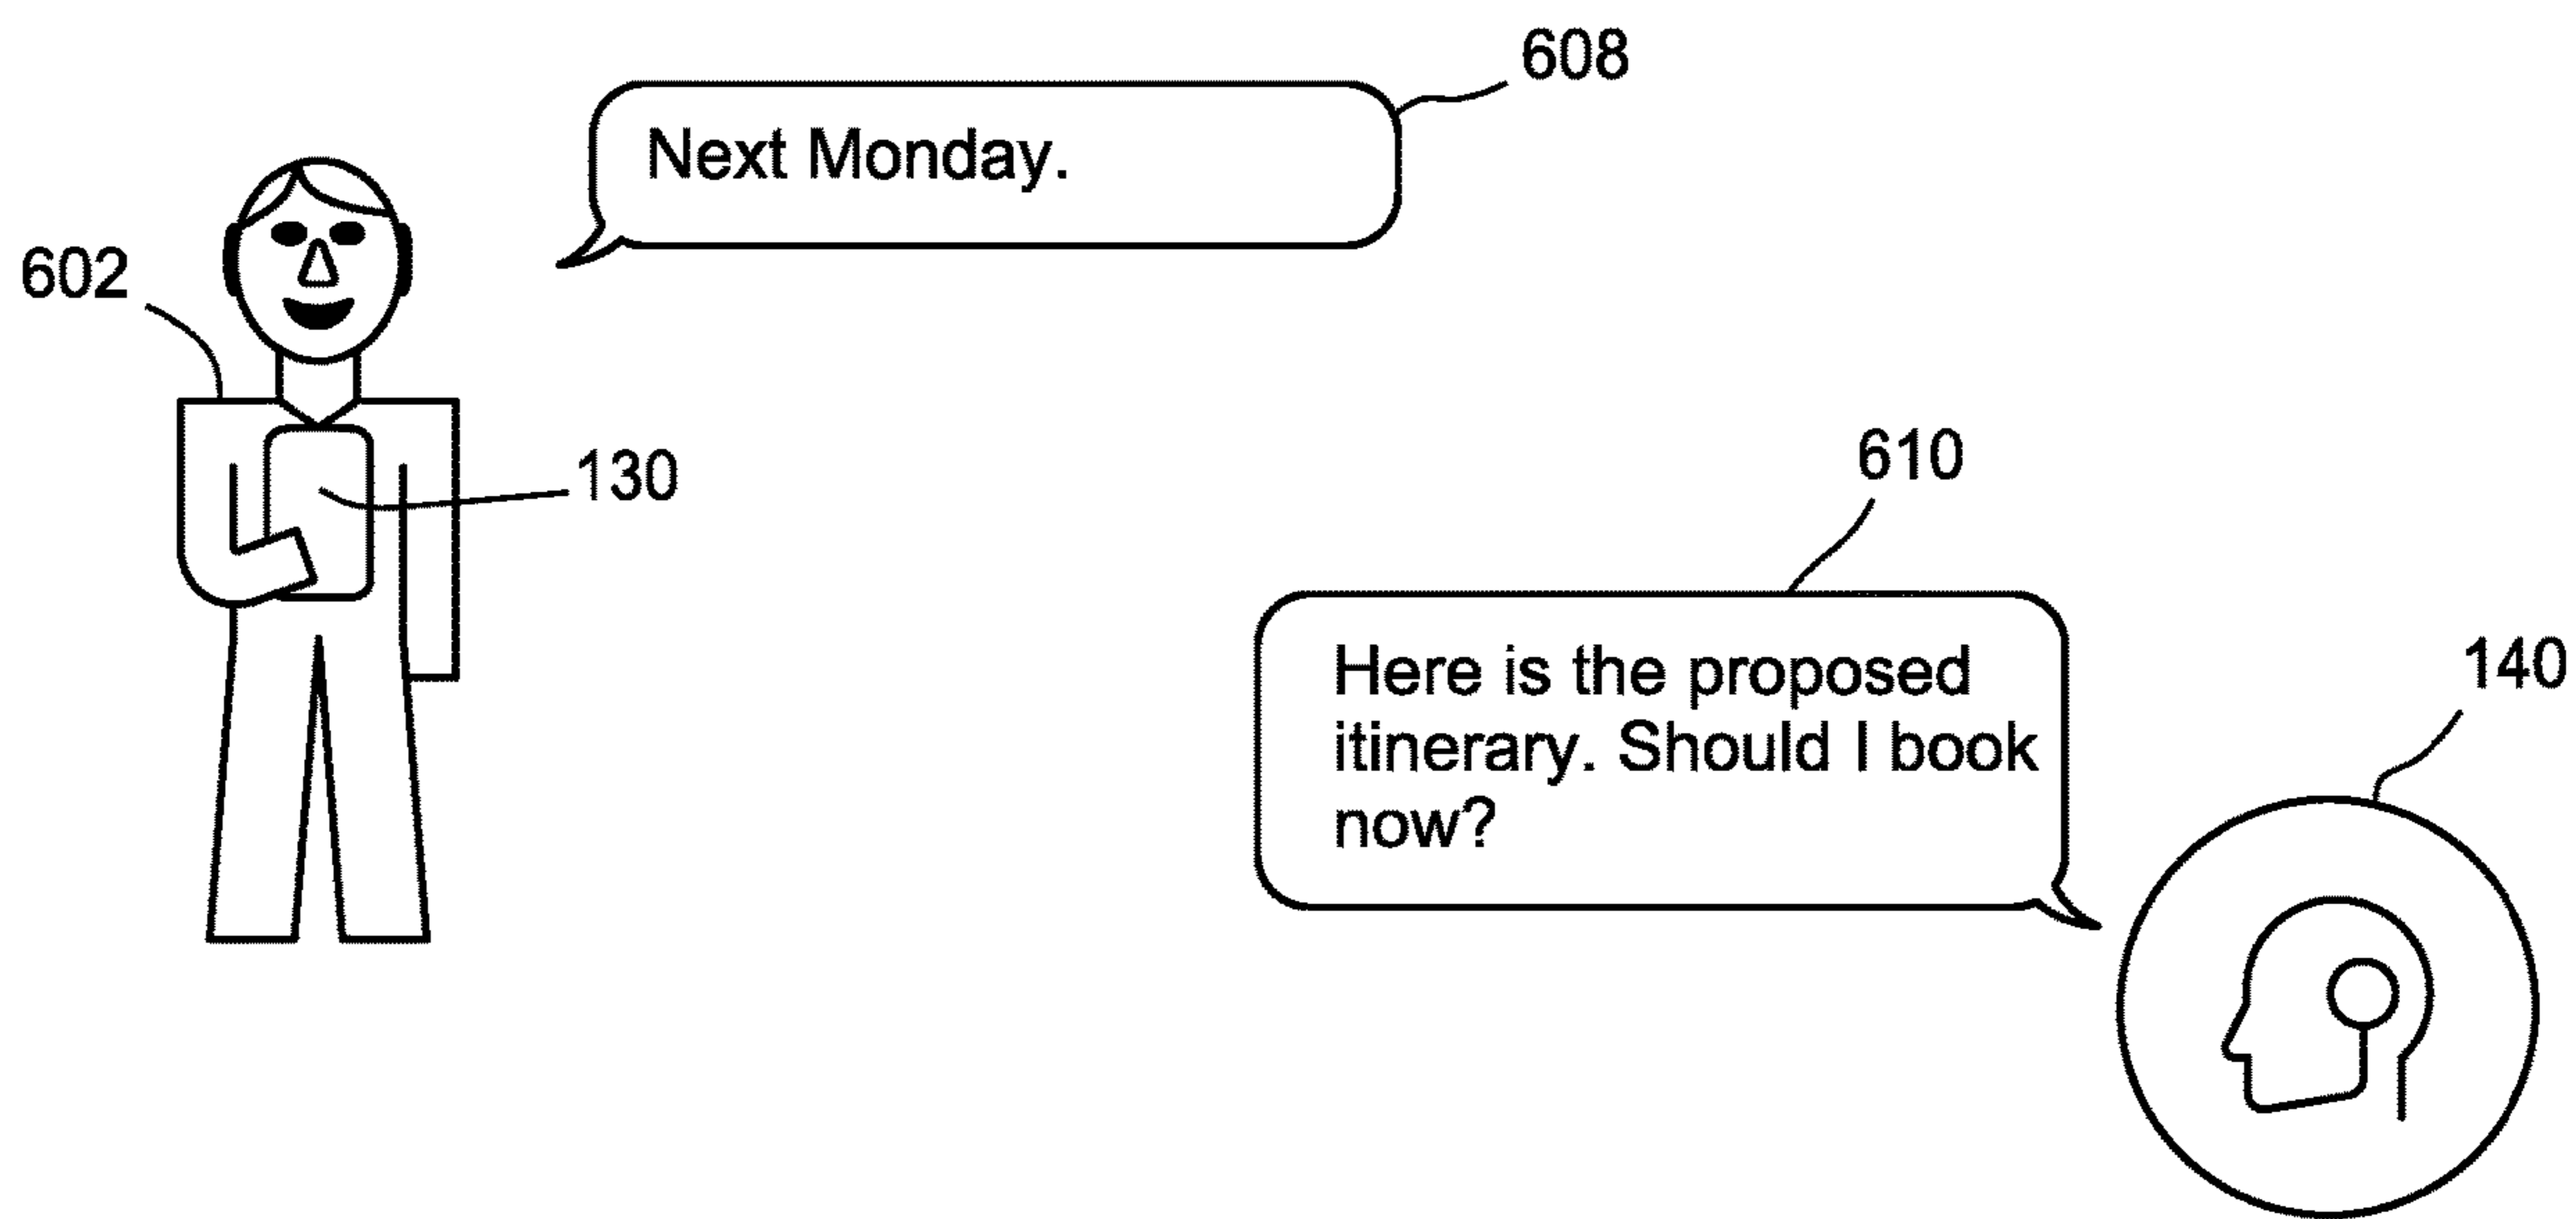 608
Next Monday.
602
130
610
Here is the proposed
itinerary. Should I book
now?
140